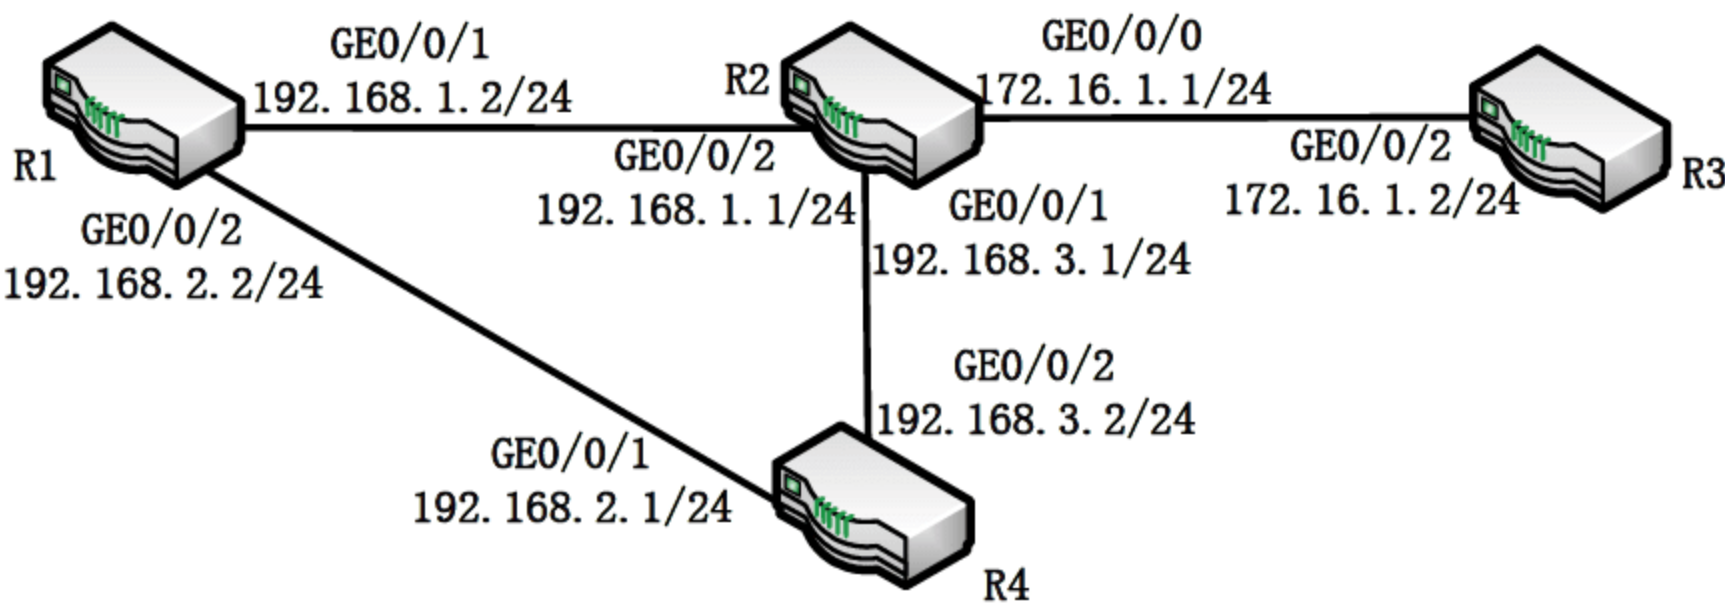 GE0/0/1
192.168.1.2/24
R1
GE0/0/2
192.168.2.2/24
R2
GE0/0/2
192.168.1.1/24
GE0/0/0
172.16.1.1/24
GE0/0/2
172.16.1.2/24
R3
GE0/0/1
192.168.3.1/24
GE0/0/2
192.168.3.2/24
GE0/0/1
192.168.2.1/24
R4